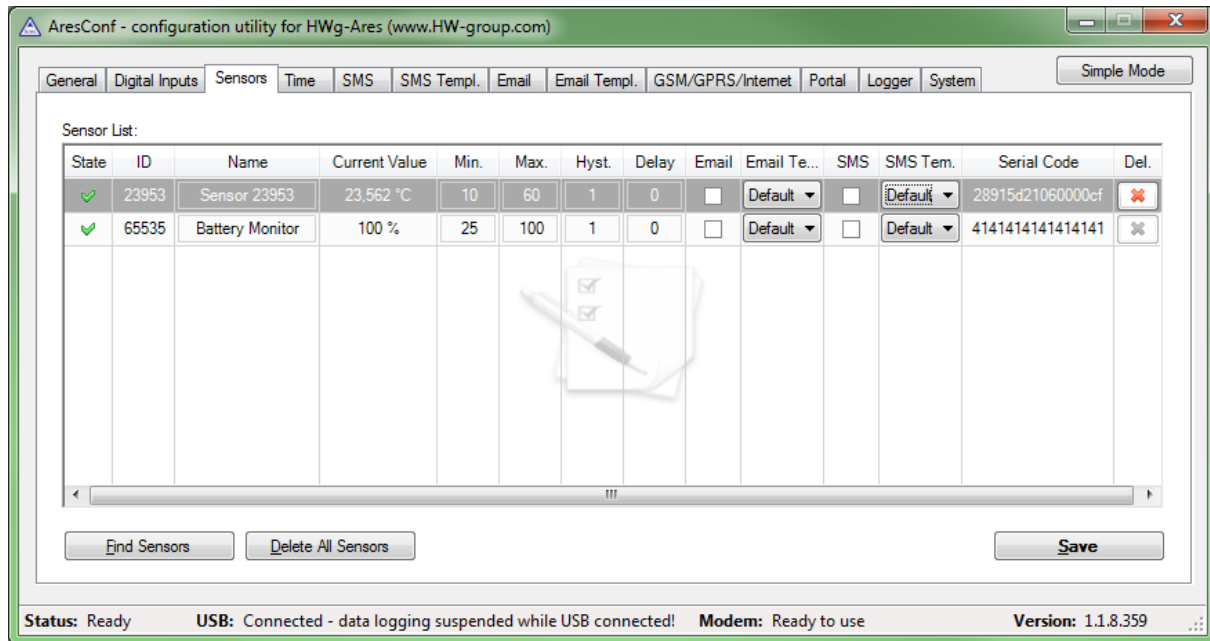 AresConf - configuration utility for HWg-Ares (www.HW-group.com)
General Digital Inputs Sensors Time SMS SMS Templ. Email Email Templ. GSM/GPRS/Internet Portal Logger System Simple Mode
Sensor List:
State ID Name Current Value Min. Max. Hyst. Delay Email Email Te... SMS SMS Tem. Serial Code Del.
23953 Sensor 23953 23,562 °C 10 60 1 0 Default Default 28915d21060000cf
65535 Battery Monitor 100 % 25 100 1 0 Default Default 4141414141414141
Find Sensors Delete All Sensors Save
Status: Ready USB: Connected - data logging suspended while USB connected! Modem: Ready to use Version: 1.1.8.359